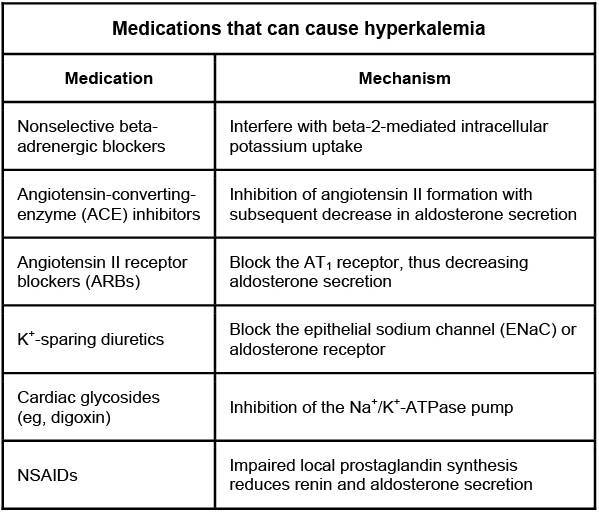 Medications that can cause hyperkalemia
Medication
Mechanism
Nonselective beta-
adrenergic blockers
Interfere with beta-2-mediated intracellular
potassium uptake
Angiotensin-converting-
enzyme (ACE) inhibitors
Inhibition of angiotensin II formation with
subsequent decrease in aldosterone secretion
Angiotensin II receptor
blockers (ARBs)
Block the AT₁ receptor, thus decreasing
aldosterone secretion
K⁺-sparing diuretics
Block the epithelial sodium channel (ENaC) or
aldosterone receptor
Cardiac glycosides
(eg, digoxin)
Inhibition of the Na⁺/K⁺-ATPase pump
NSAIDs
Impaired local prostaglandin synthesis
reduces renin and aldosterone secretion